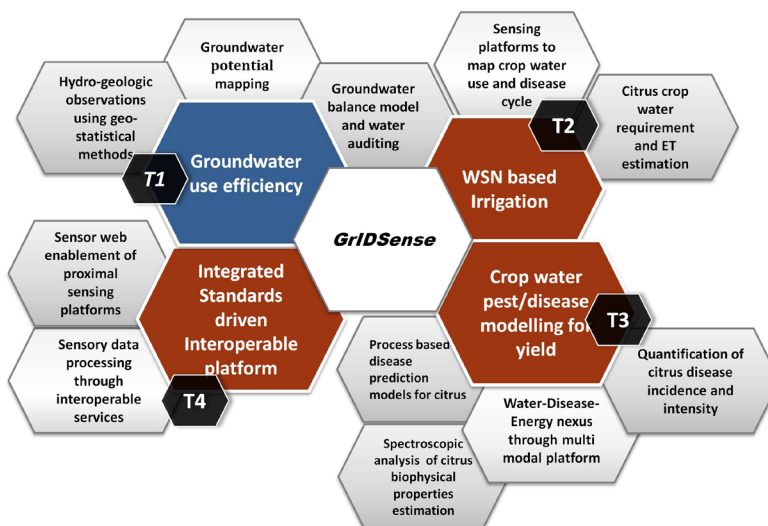 Groundwater
potential
mapping
Hydro-geologic
observations
using geo-
statistical
methods
Groundwater
balance model
and water
auditing
Sensing
platforms to
map crop water
use and disease
cycle
Citrus crop
water
requirement
and ET
estimation
T1
Groundwater
use efficiency
T2
WSN based
Irrigation
GrIDSense
Sensor web
enablement of
proximal
sensing
platforms
Integrated
Standards
driven
Interoperable
platform
T4
Sensory data
processing
through
interoperable
services
Crop water
pest/disease
modelling for
yield
T3
Process based
disease
prediction
models for citrus
Quantification of
citrus disease
incidence and
intensity
Water-Disease-
Energy nexus
through multi
modal platform
Spectroscopic
analysis of citrus
biophysical
properties
estimation